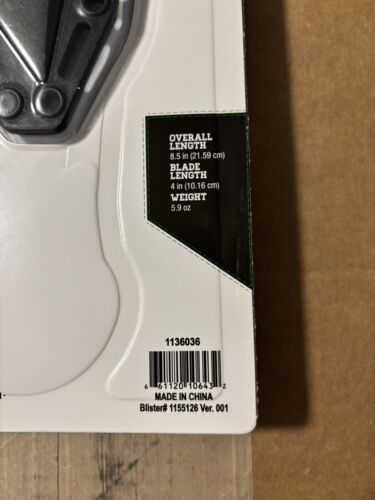 OVERALL
LENGTH
8.5 in (21.59 cm)
BLADE
LENGTH
4 in (10.16 cm)
WEIGHT
5.9 oz
1136036
6 61120 10643 2
MADE IN CHINA
Blister# 1155126 Ver. 001